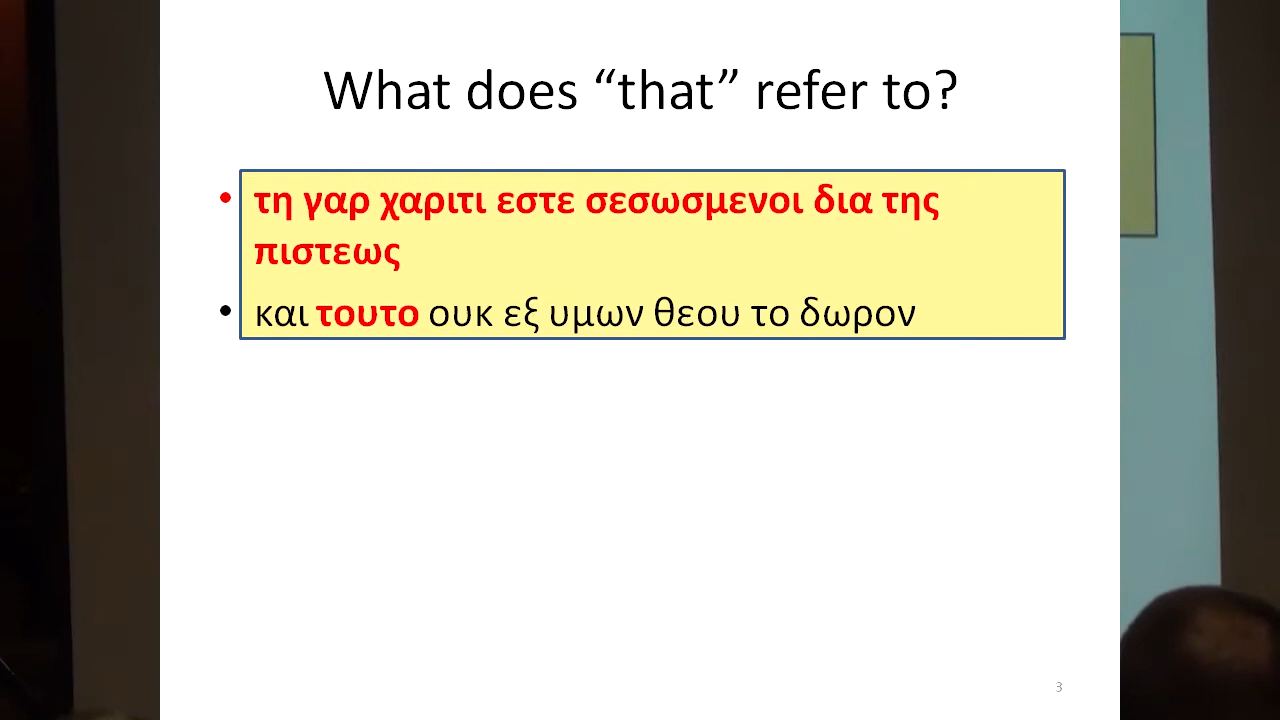 What does “that” refer to?
• τη γαρ χαριτι εστε σεσωσμενοι δια της
πιστεως
• και τουτο ουκ εξ υμων θεου το δωρον
3